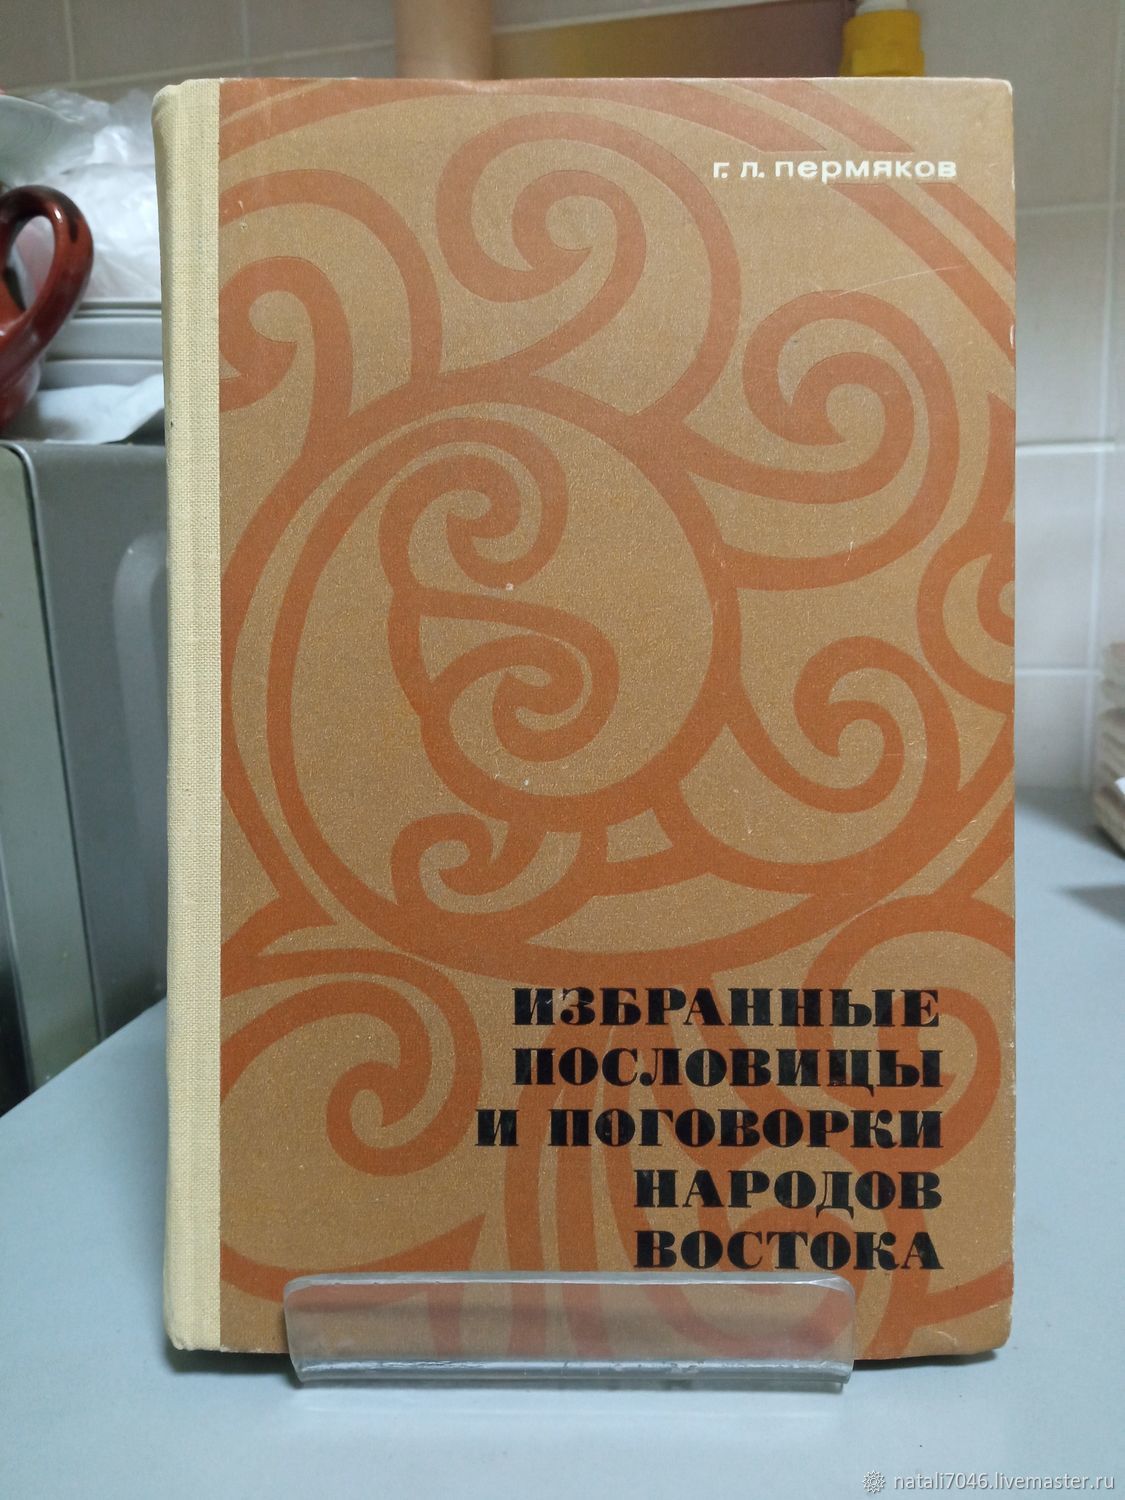 г. л. пермяков
ИЗБРАННЫЕ
ПОСЛОВИЦЫ
И ПОГОВОРКИ
НАРОДОВ
ВОСТОКА
natali7046.livemaster.ru